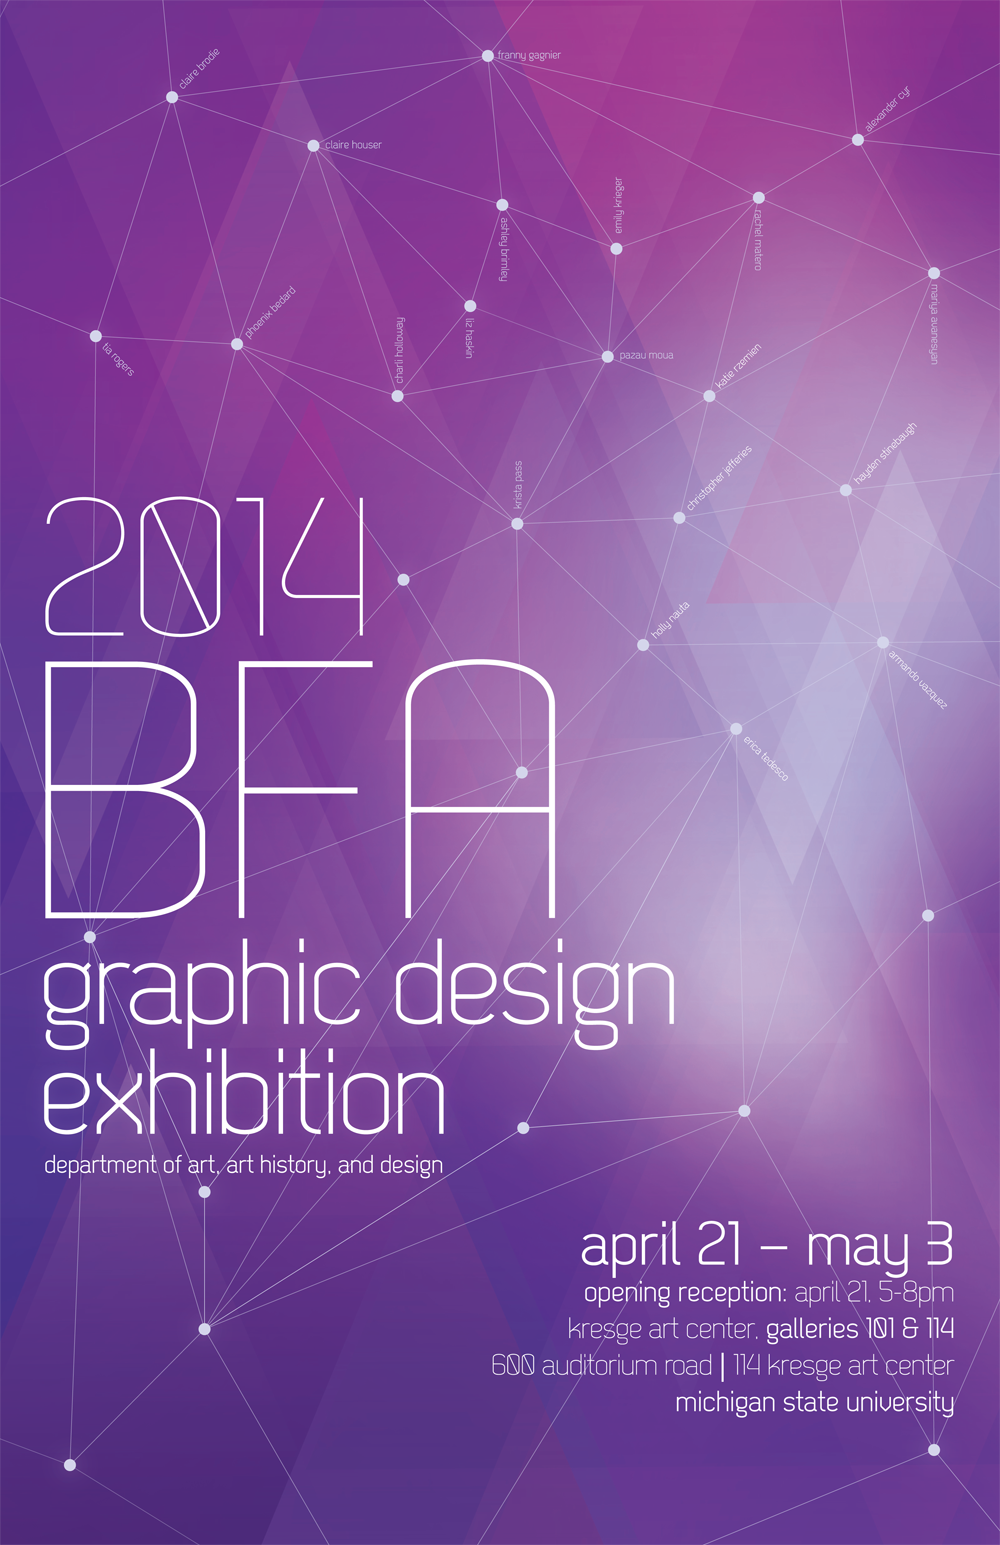 franny gagnier
claire brodie
alexander cyr
claire houser
emily krieger
rachel matero
ashley brimley
mariya avanesyan
phoenix bedard
liz haskin
charli holloway
tia rogers
pazau moua
katie rzemien
hayden stinebaugh
christopher jefferies
krista pass
holly nauta
armando vazquez
erica tedesco
2014
BFA
graphic design
exhibition
department of art, art history, and design
april 21 – may 3
opening reception: april 21, 5-8pm
kresge art center, galleries 101 & 114
600 auditorium road | 114 kresge art center
michigan state university